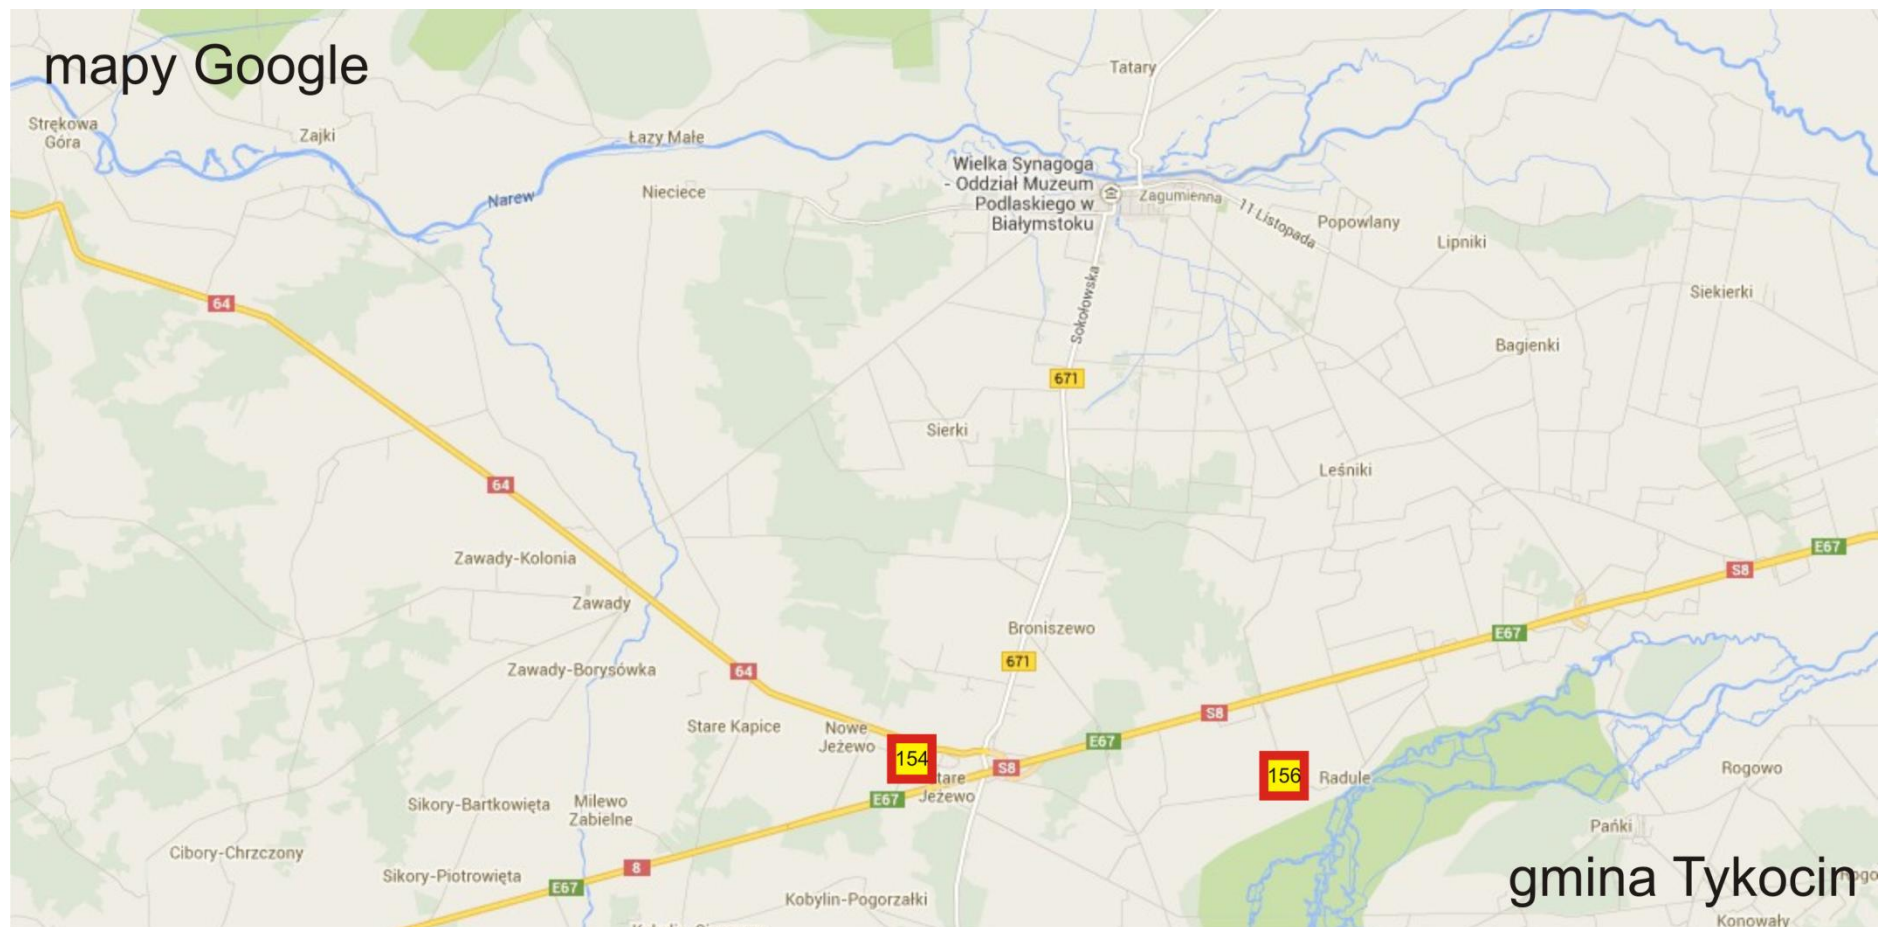 mapy Google
Tatary
Strękowa
Góra
Zajki
Łazy Małe
Wielka Synagoga
- Oddział Muzeum
Podlaskiego w
Białymstoku
Narew
Nieciece
Zagumienna
11 Listopada
Popowlany
Lipniki
Siekierki
64
Sokołowska
Bagienki
671
Sierki
Leśniki
64
E67
Zawady-Kolonia
S8
Zawady
Broniszewo
E67
671
Zawady-Borysówka
64
Stare Kapice
Nowe
Jeżewo
S8
E67
154
S8
156
Radule
Rogowo
tare
Jeżewo
E67
Sikory-Bartkowięta
Milewo
Zabielne
Pańki
Cibory-Chrzczony
8
Sikory-Piotrowięta
E67
gmina Tykocin
Kobylin-Pogorzałki
Konowały